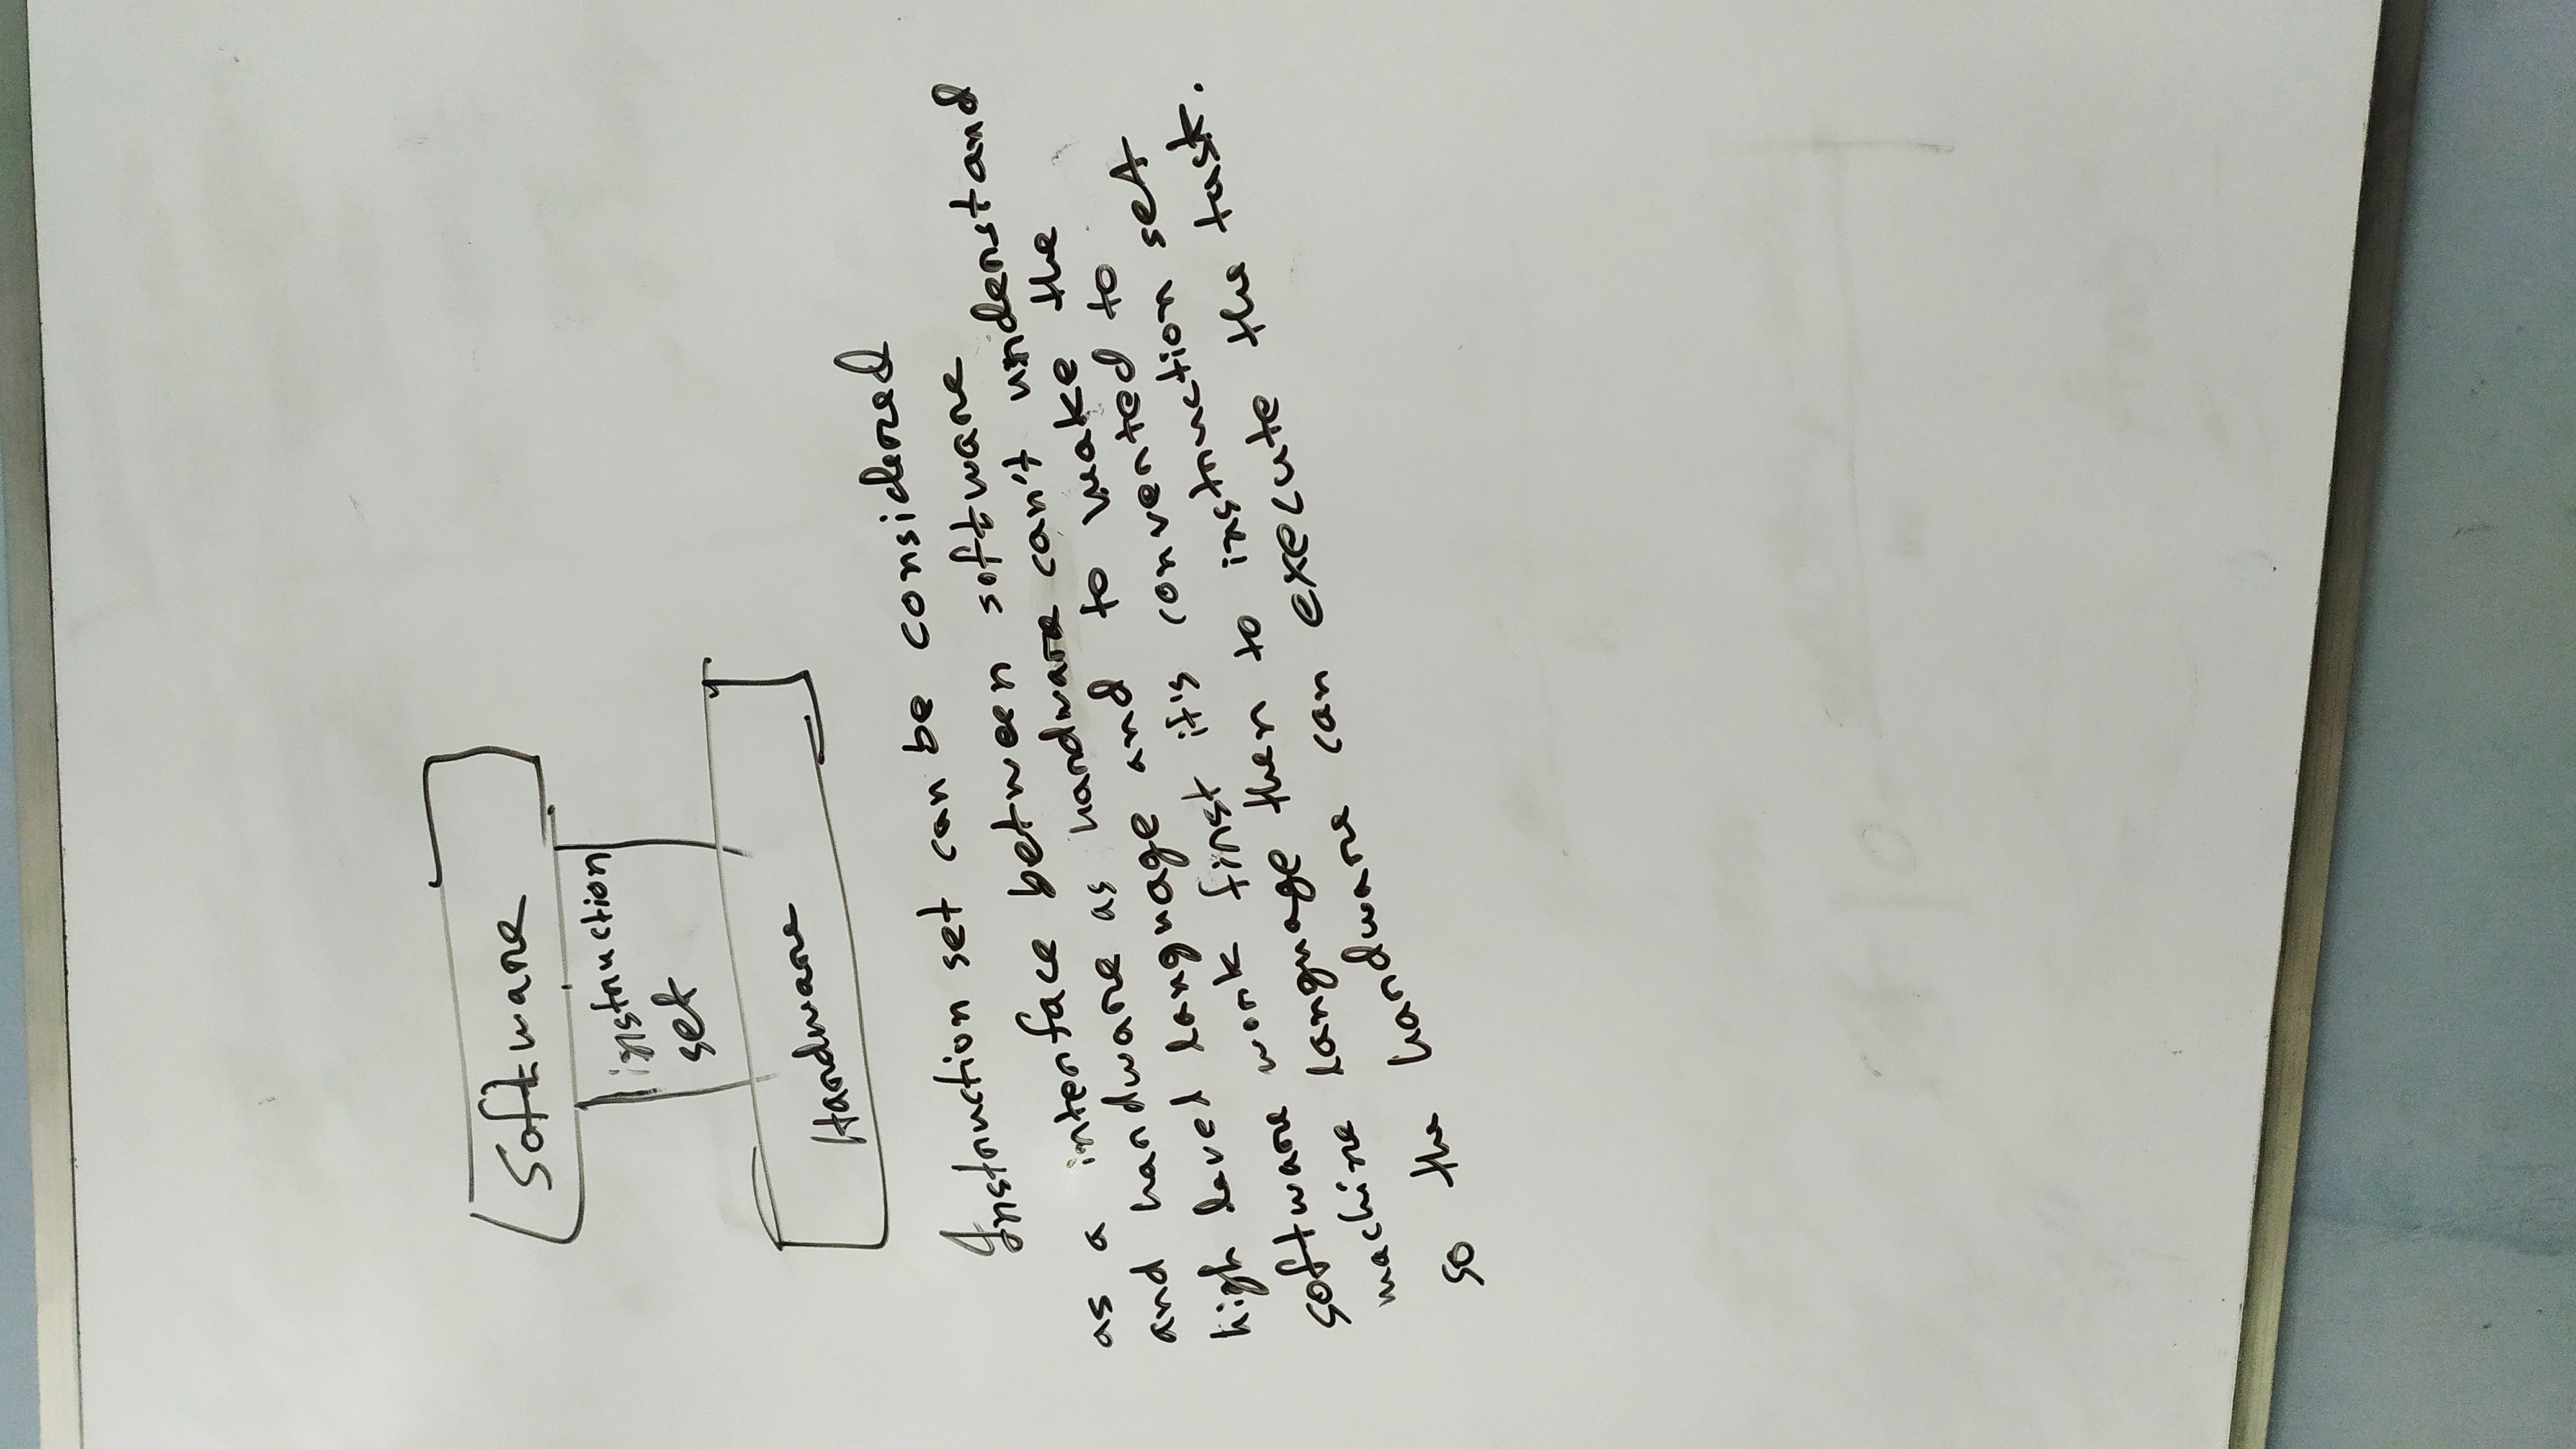 Software
instruction
set
Hardware
Instruction set can be considered
as a interface between software
and hardware as hardware can't understand
high level language and to make the
software work first it's converted to
machine language then to instruction set
so the hardware can execute the task.